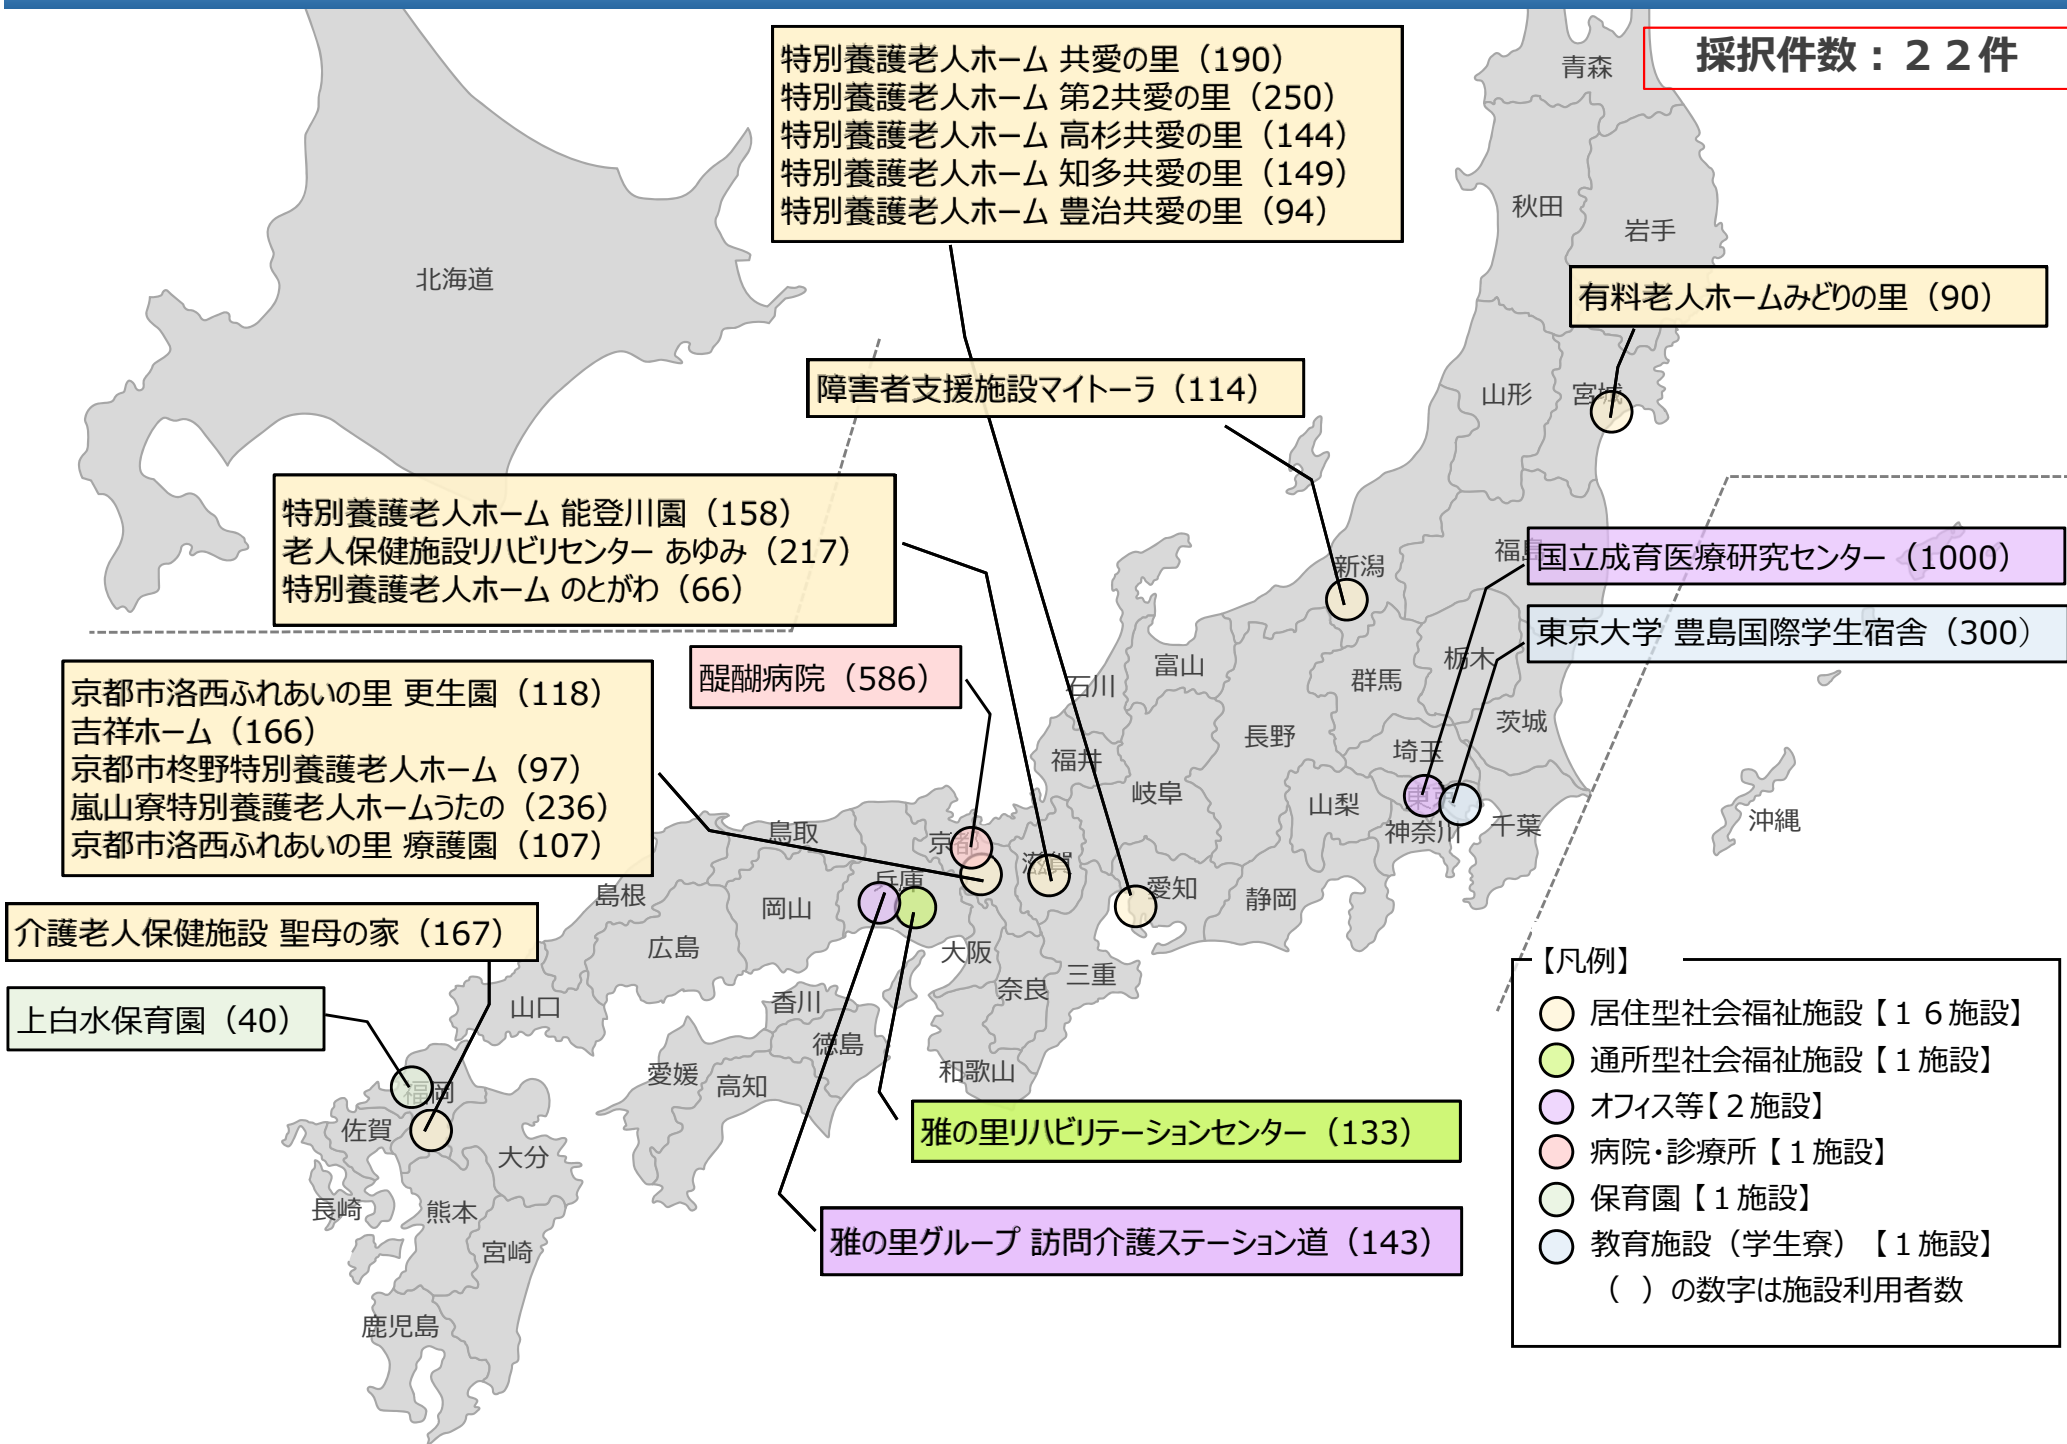 採択件数：２２件
特別養護老人ホーム 共愛の里（190）
特別養護老人ホーム 第2共愛の里（250）
特別養護老人ホーム 高杉共愛の里（144）
特別養護老人ホーム 知多共愛の里（149）
特別養護老人ホーム 豊治共愛の里（94）
有料老人ホームみどりの里（90）
障害者支援施設マイトーラ（114）
特別養護老人ホーム 能登川園（158）
老人保健施設リハビリセンター あゆみ（217）
特別養護老人ホーム のとがわ（66）
国立成育医療研究センター（1000）
東京大学 豊島国際学生宿舎（300）
醍醐病院（586）
京都市洛西ふれあいの里 更生園（118）
吉祥ホーム（166）
京都市柊野特別養護老人ホーム（97）
嵐山寮特別養護老人ホームうたの（236）
京都市洛西ふれあいの里 療護園（107）
介護老人保健施設 聖母の家（167）
上白水保育園（40）
雅の里リハビリテーションセンター（133）
雅の里グループ 訪問介護ステーション道（143）
北海道
青森
秋田
岩手
山形
宮城
福島
新潟
富山
石川
福井
群馬
栃木
茨城
埼玉
東京
千葉
神奈川
山梨
長野
岐阜
静岡
愛知
三重
滋賀
京都
兵庫
大阪
奈良
和歌山
鳥取
島根
岡山
広島
山口
香川
徳島
愛媛
高知
福岡
佐賀
長崎
大分
熊本
宮崎
鹿児島
沖縄
【凡例】
居住型社会福祉施設【１６施設】
通所型社会福祉施設【１施設】
オフィス等【２施設】
病院・診療所【１施設】
保育園【１施設】
教育施設（学生寮）【１施設】
（ ）の数字は施設利用者数